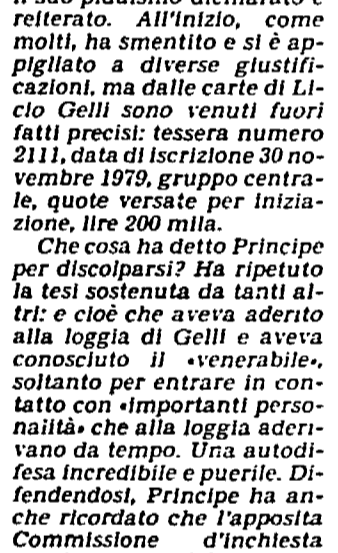 il suo piduismo dichiarato e
reiterato. All'inizio, come
molti, ha smentito e si è ap-
pigliato a diverse giustifi-
cazioni, ma dalle carte di Li-
cio Gelli sono venuti fuori
fatti precisi: tessera numero
2111, data di iscrizione 30 no-
vembre 1979, gruppo centra-
le, quote versate per inizia-
zione, lire 200 mila.
Che cosa ha detto Principe
per discolparsi? Ha ripetuto
la tesi sostenuta da tanti al-
tri: e cioè che aveva aderito
alla loggia di Gelli e aveva
conosciuto il «venerabile»,
soltanto per entrare in con-
tatto con «importanti perso-
nalità» che alla loggia aderi-
vano da tempo. Una autodi-
fesa incredibile e puerile. Di-
fendendosi, Principe ha an-
che ricordato che l'apposita
Commissione d'inchiesta